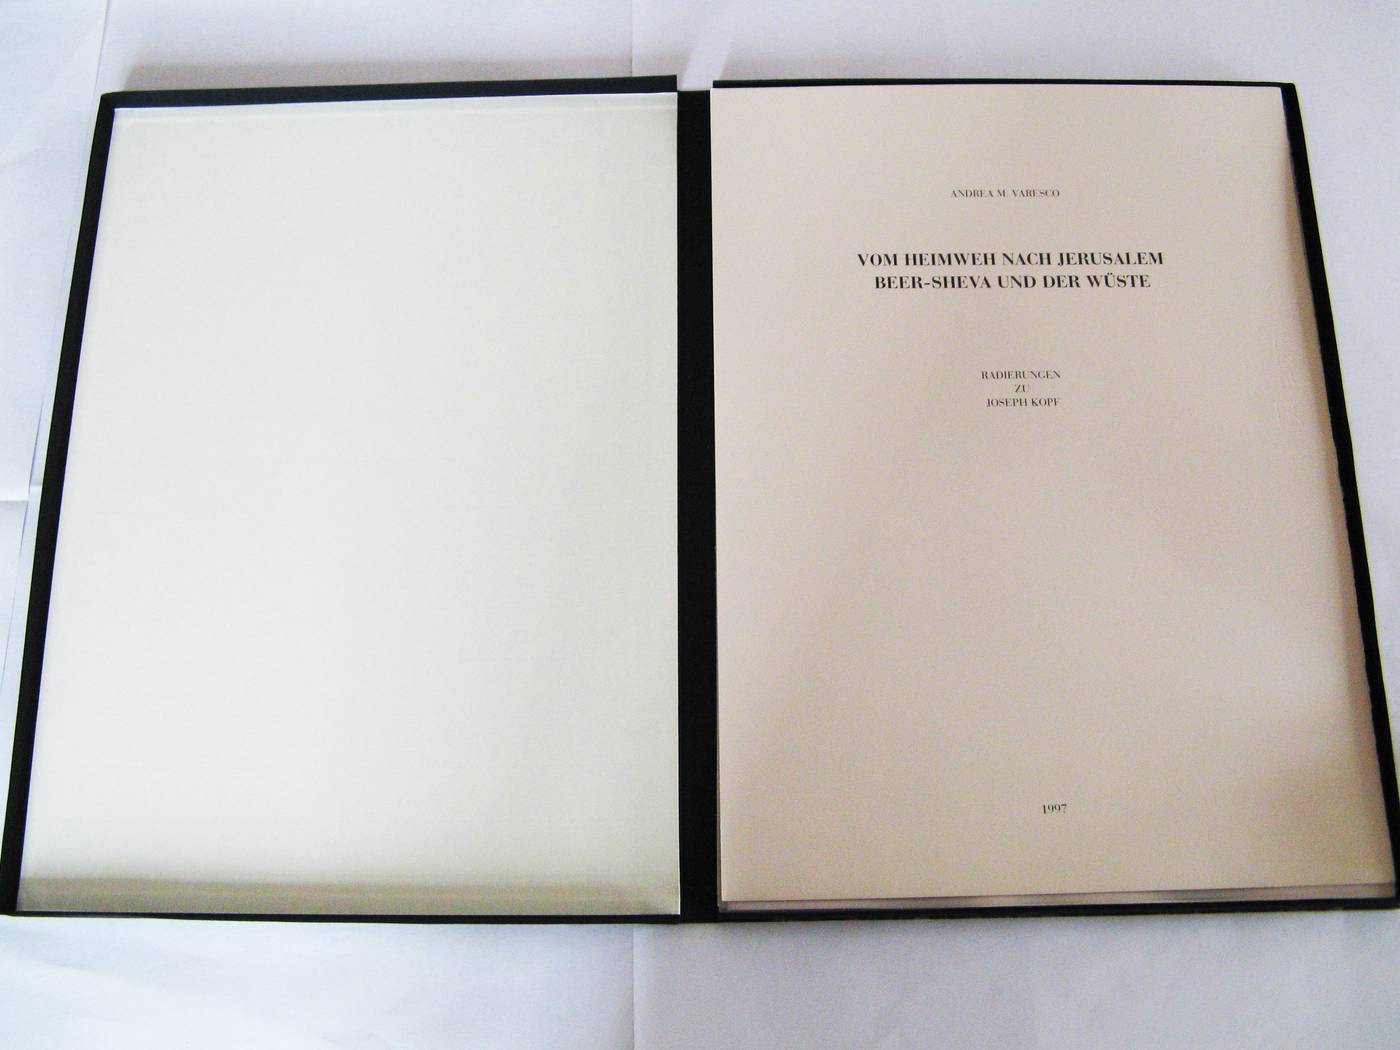 ANDREA M. VARESCO
VOM HEIMWEH NACH JERUSALEM
BEER-SHEVA UND DER WÜSTE
RADIERUNGEN
ZU
JOSEPH KOPF
1997